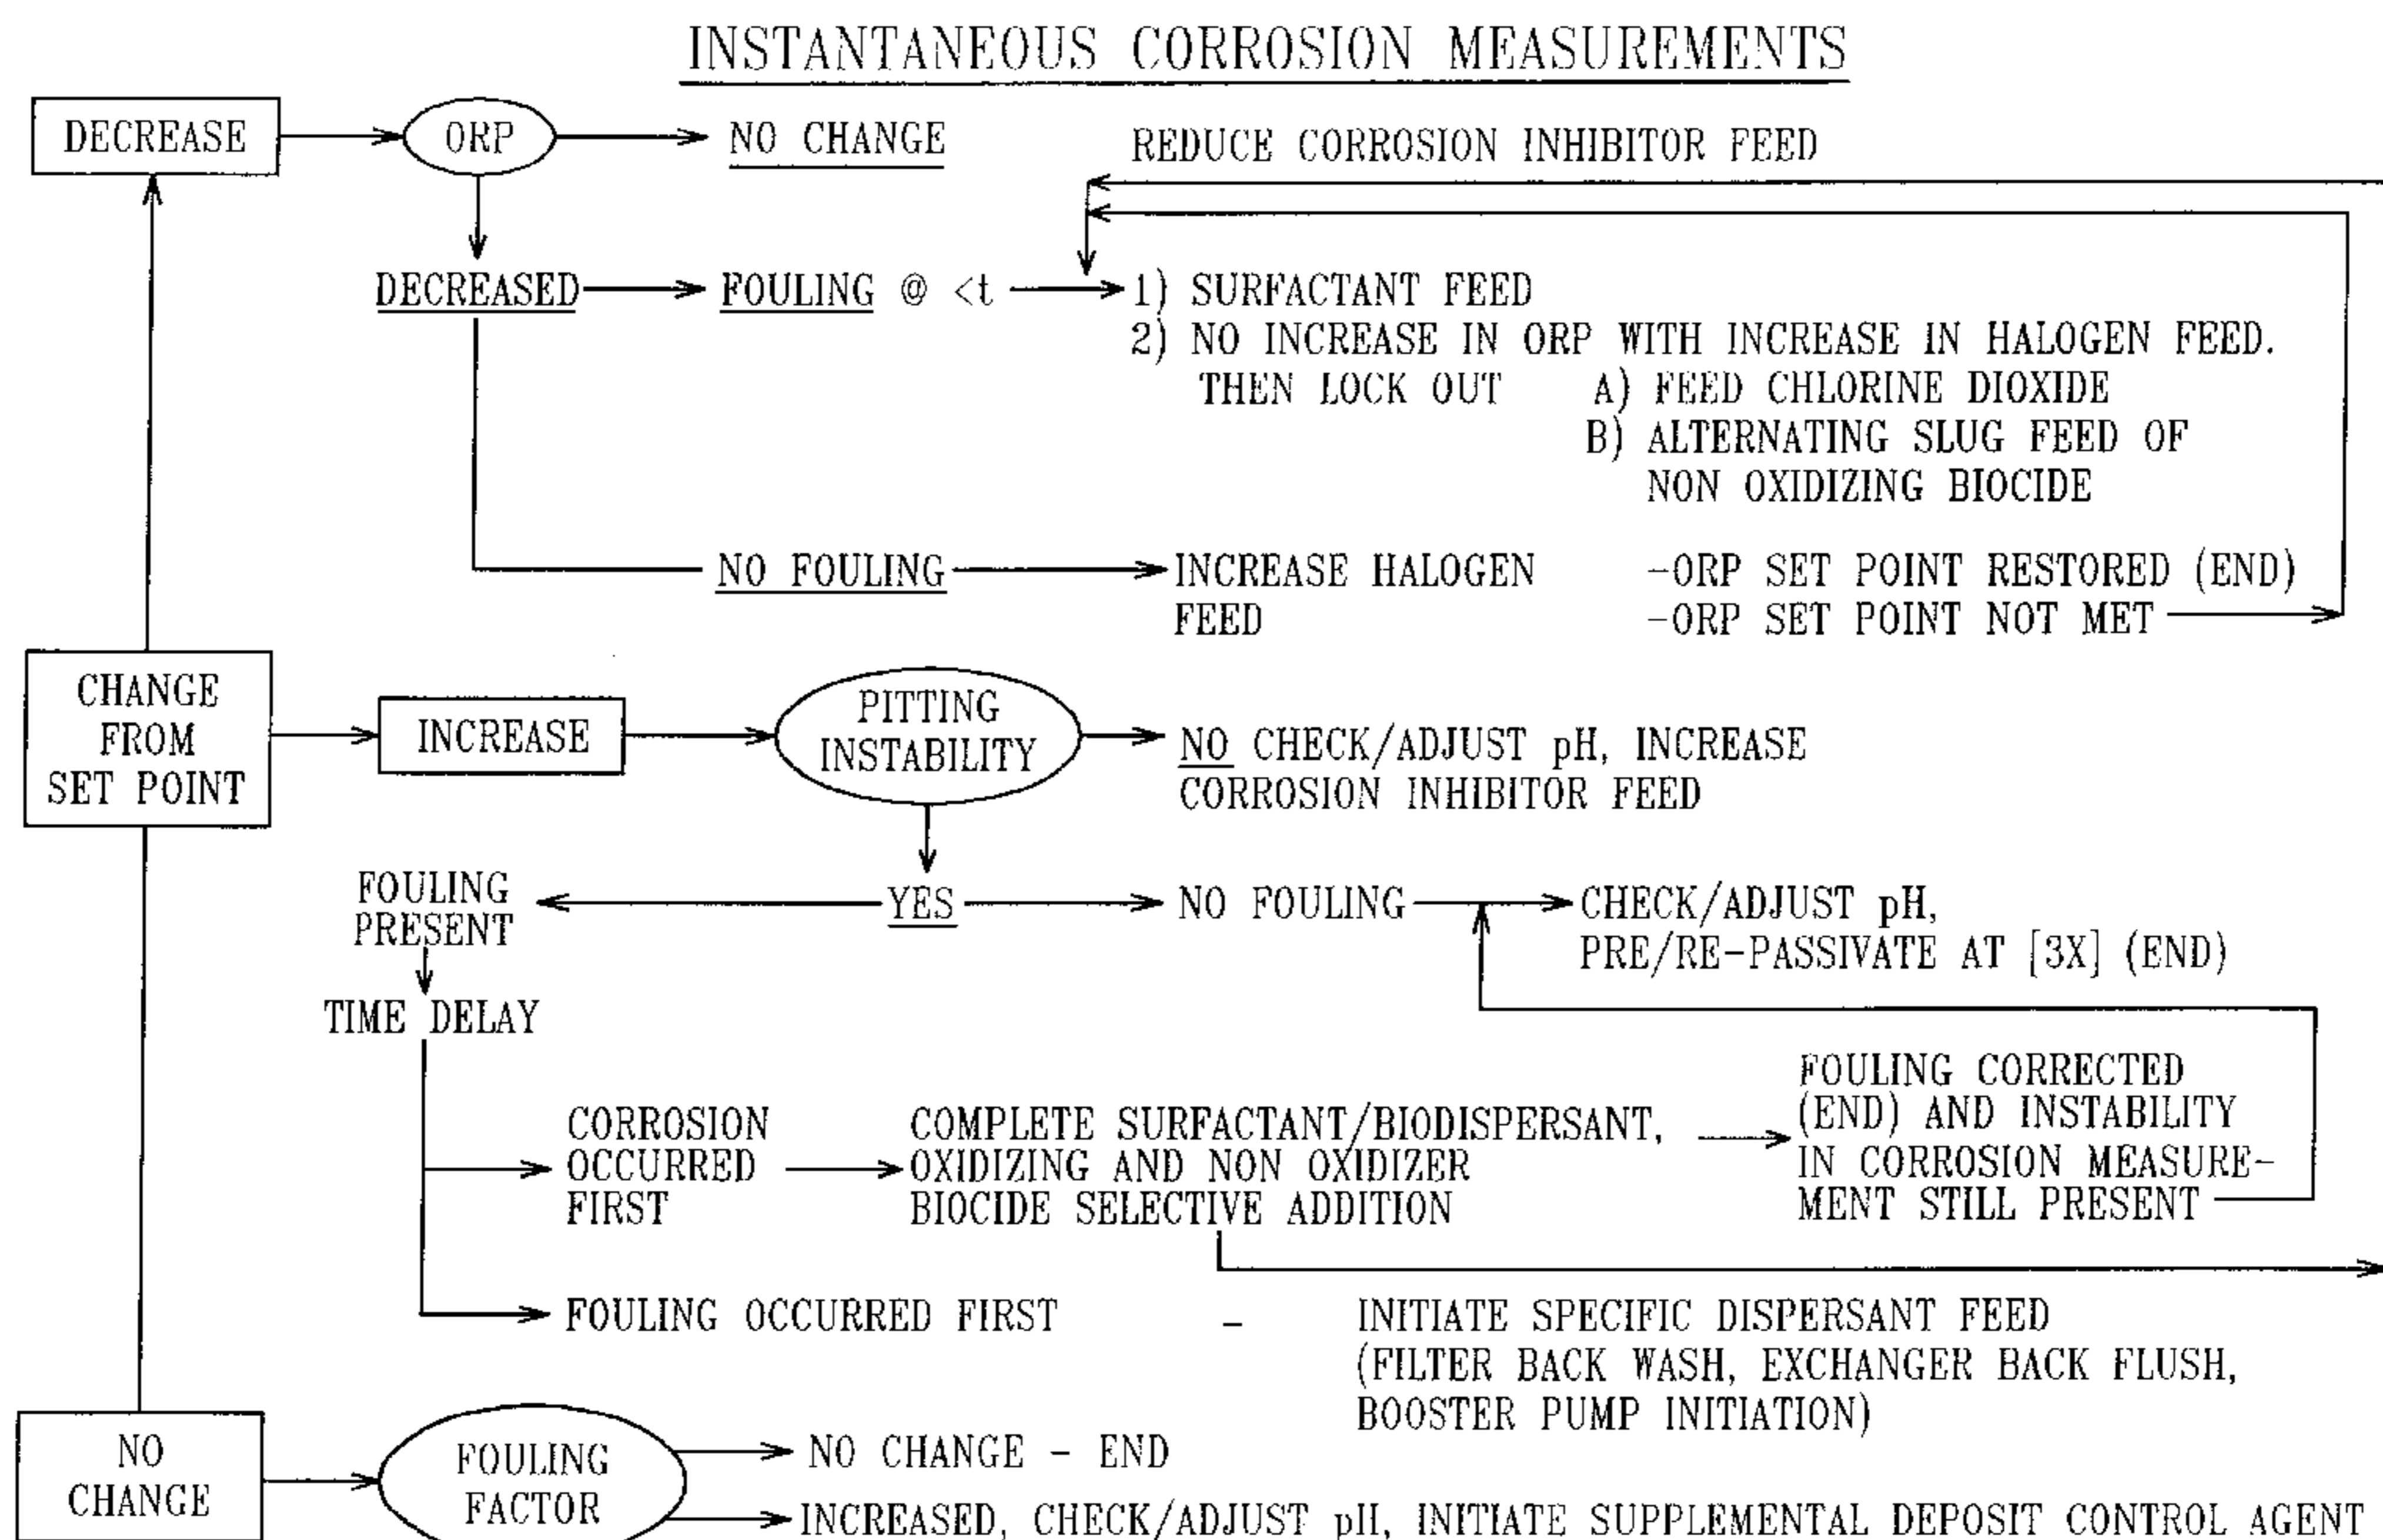 INSTANTANEOUS CORROSION MEASUREMENTS
DECREASE
ORP
NO CHANGE
REDUCE CORROSION INHIBITOR FEED
DECREASED
FOULING @ <t
1) SURFACTANT FEED
2) NO INCREASE IN ORP WITH INCREASE IN HALOGEN FEED.
THEN LOCK OUT A) FEED CHLORINE DIOXIDE
B) ALTERNATING SLUG FEED OF
NON OXIDIZING BIOCIDE
NO FOULING
INCREASE HALOGEN
FEED
-ORP SET POINT RESTORED (END)
-ORP SET POINT NOT MET
CHANGE
FROM
SET POINT
INCREASE
PITTING
INSTABILITY
NO CHECK/ADJUST pH, INCREASE
CORROSION INHIBITOR FEED
FOULING
PRESENT
YES
NO FOULING
CHECK/ADJUST pH,
PRE/RE-PASSIVATE AT [3X] (END)
TIME DELAY
CORROSION
OCCURRED
FIRST
COMPLETE SURFACTANT/BIODISPERSANT,
OXIDIZING AND NON OXIDIZER
BIOCIDE SELECTIVE ADDITION
FOULING CORRECTED
(END) AND INSTABILITY
IN CORROSION MEASURE-
MENT STILL PRESENT
FOULING OCCURRED FIRST -
INITIATE SPECIFIC DISPERSANT FEED
(FILTER BACK WASH, EXCHANGER BACK FLUSH,
BOOSTER PUMP INITIATION)
NO
CHANGE
FOULING
FACTOR
NO CHANGE - END
INCREASED, CHECK/ADJUST pH, INITIATE SUPPLEMENTAL DEPOSIT CONTROL AGENT